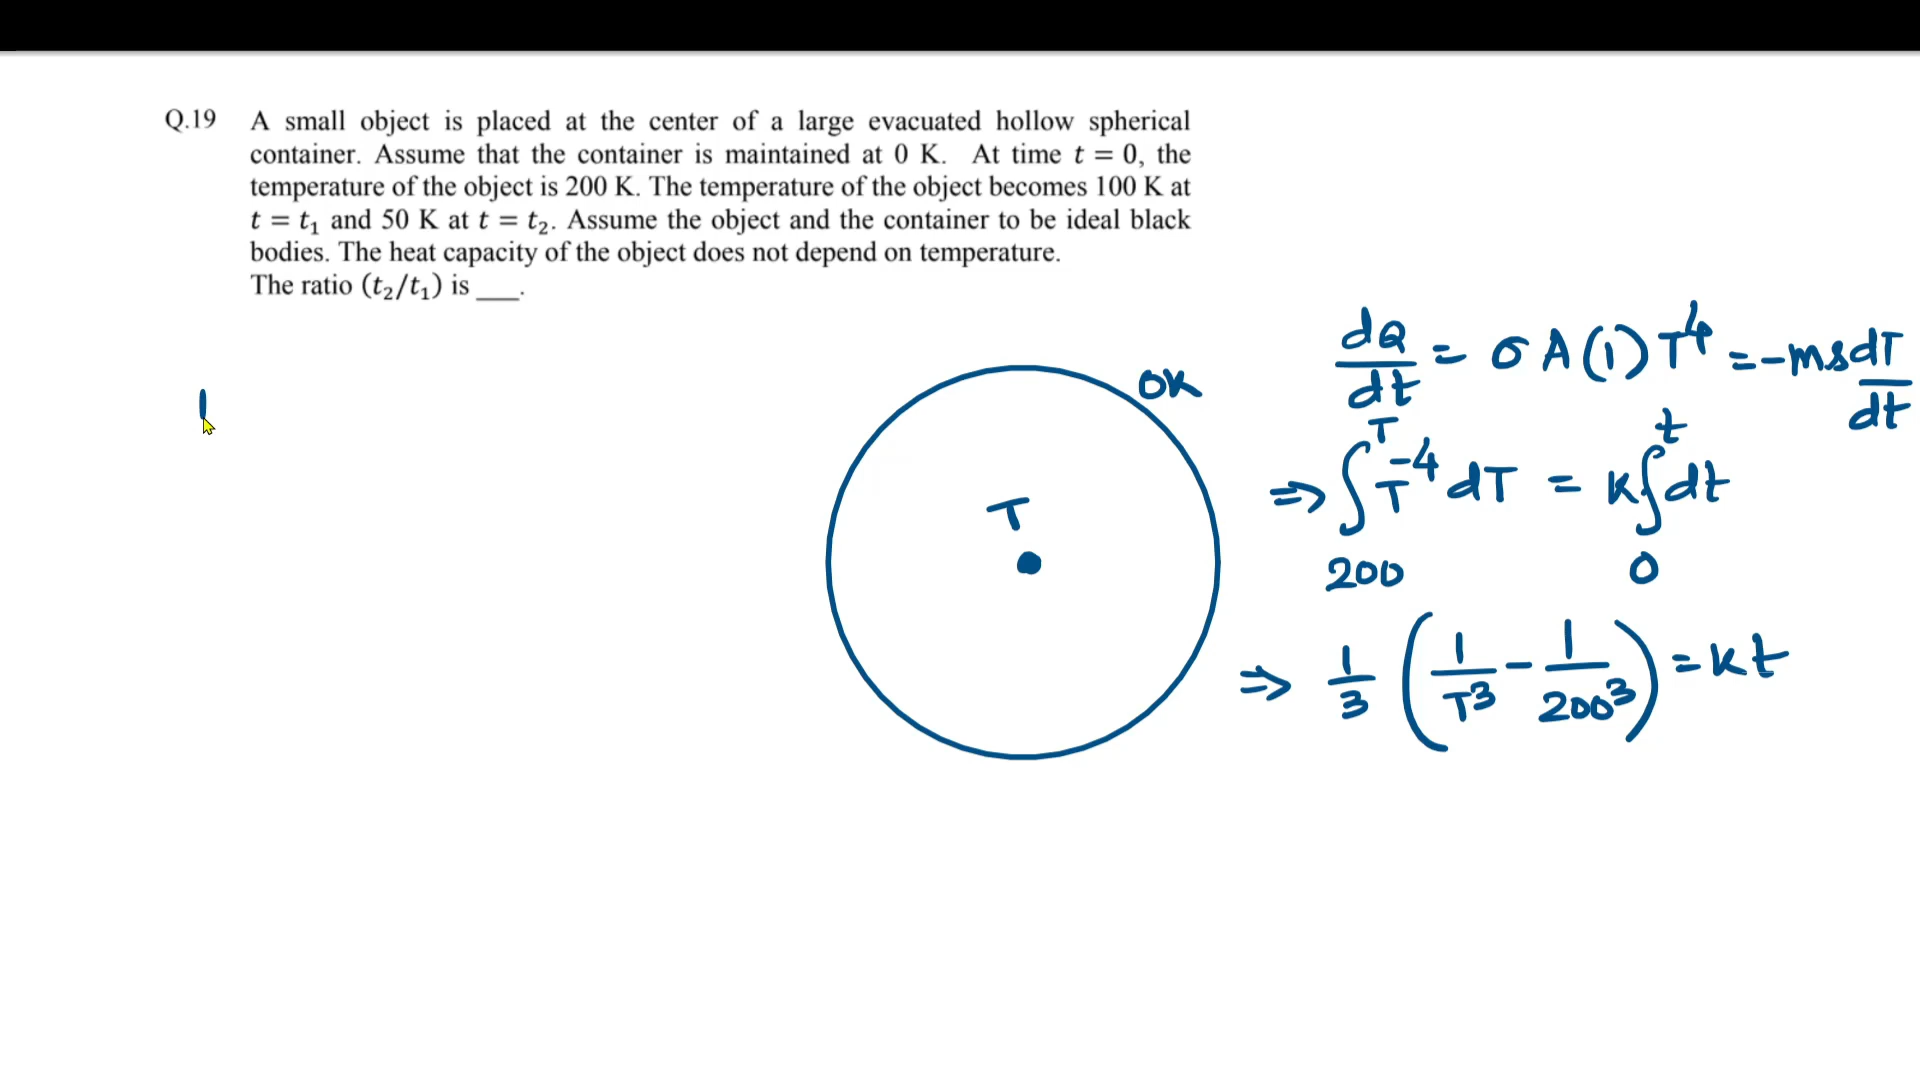 Q.19 A small object is placed at the center of a large evacuated hollow spherical
container. Assume that the container is maintained at 0 K. At time t = 0, the
temperature of the object is 200 K. The temperature of the object becomes 100 K at
t = t₁ and 50 K at t = t₂. Assume the object and the container to be ideal black
bodies. The heat capacity of the object does not depend on temperature.
The ratio (t₂/t₁) is ___.
dQ/dt = σA(1)T⁴ = -msdT/dt
0K
⇒ ∫₂₀₀ᵀ T⁻⁴ dT = K∫₀ᵗ dt
T
⇒ 1/3 (1/T³ - 1/200³) = Kt